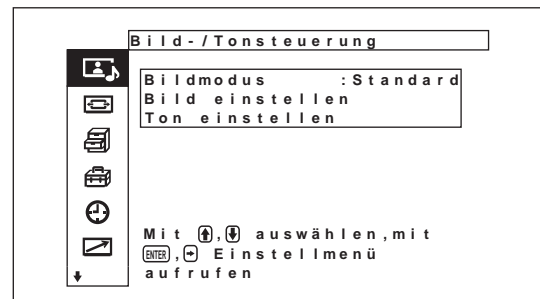 Bild-/Tonsteuerung
Bildmodus :Standard
Bild einstellen
Ton einstellen
Mit ↑,↓ auswählen,mit
ENTER,→ Einstellmenü
aufrufen